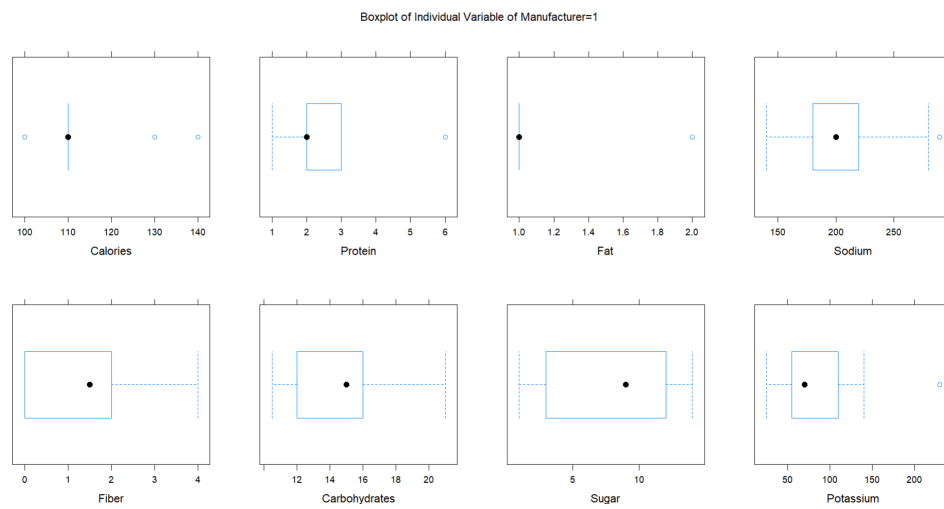 Boxplot of Individual Variable of Manufacturer=1
100 110 120 130 140
Calories
1 2 3 4 5 6
Protein
1.0 1.2 1.4 1.6 1.8 2.0
Fat
150 200 250
Sodium
0 1 2 3 4
Fiber
12 14 16 18 20
Carbohydrates
5 10
Sugar
50 100 150 200
Potassium